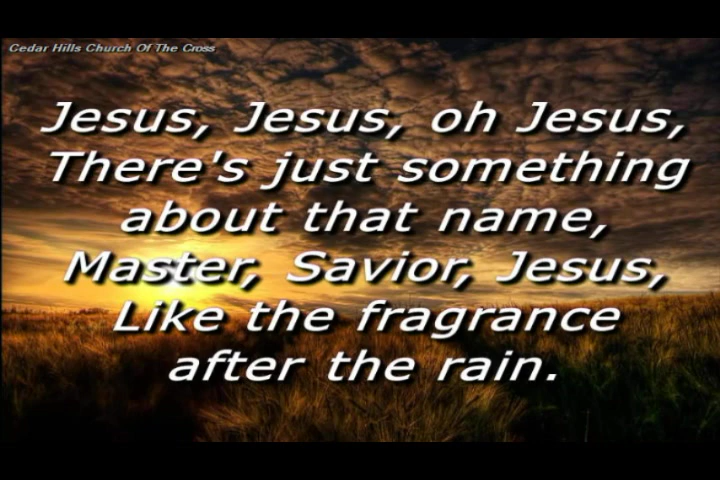 Cedar Hills Church Of The Cross
Jesus, Jesus, oh Jesus,
There's just something
about that name,
Master, Savior, Jesus,
Like the fragrance
after the rain.